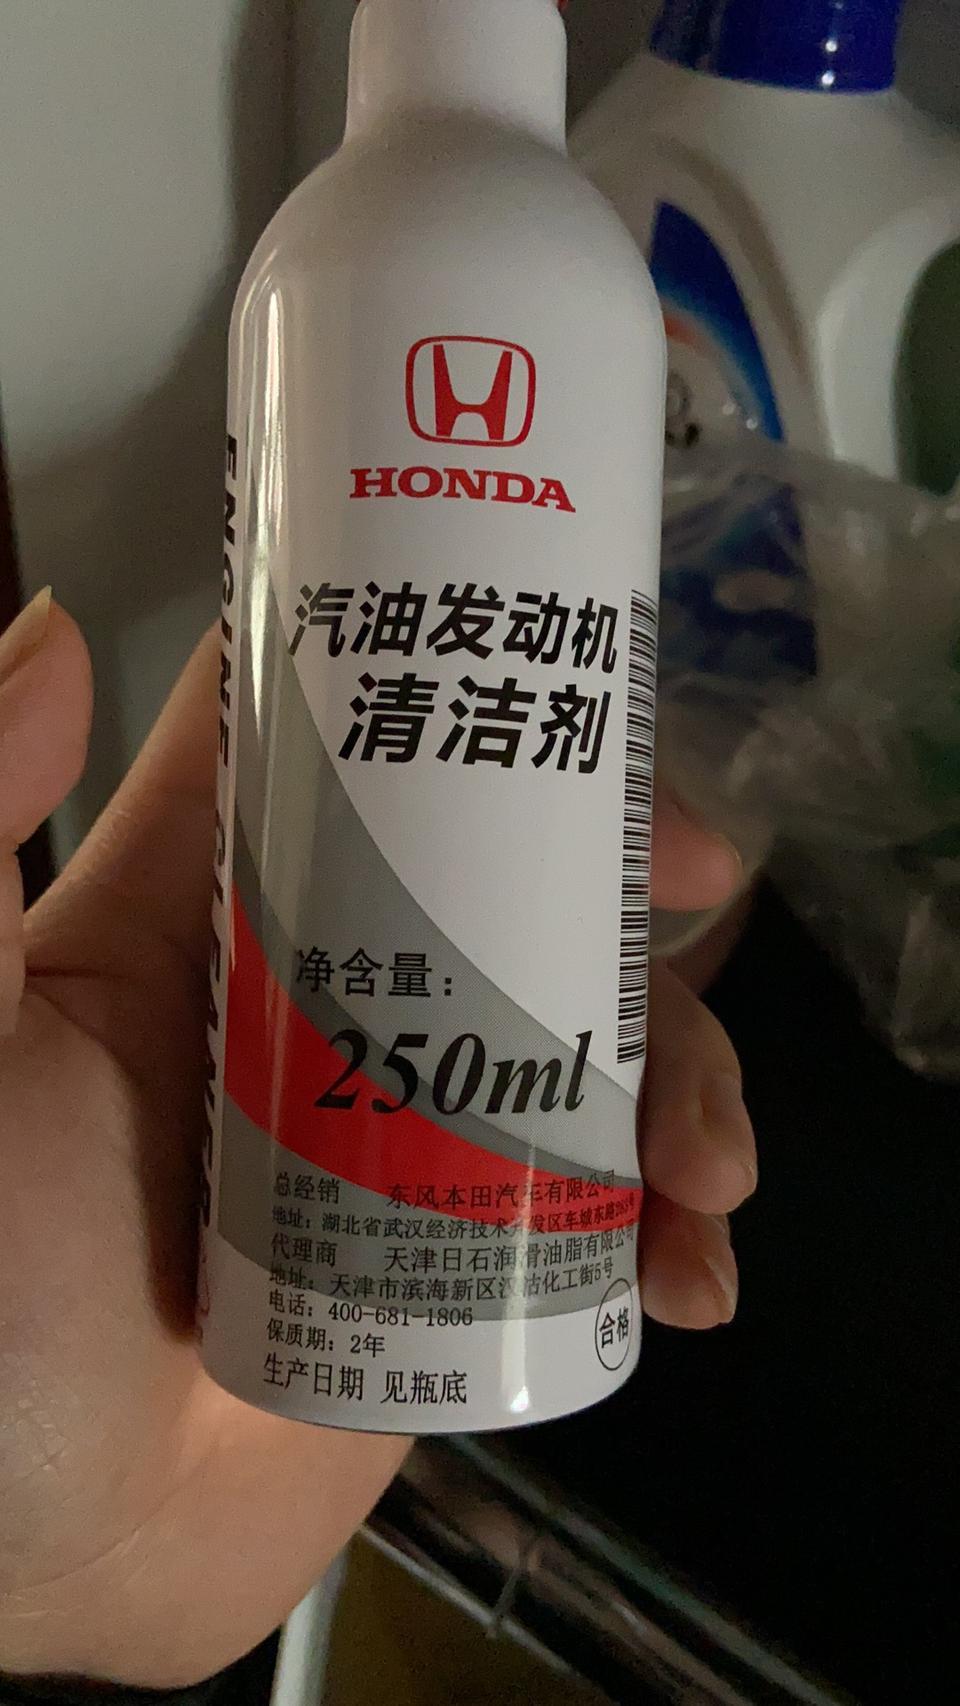 HONDA
汽油发动机
清洁剂
净含量：
250ml
总经销 东风本田汽车有限公司
地址：湖北省武汉经济技术开发区车城东路
代理商 天津日石润滑油脂有限公司
地址：天津市滨海新区汉沽化工街5号
电话：400-681-1806
保质期：2年
生产日期 见瓶底
合格
ENGINE CLEANER